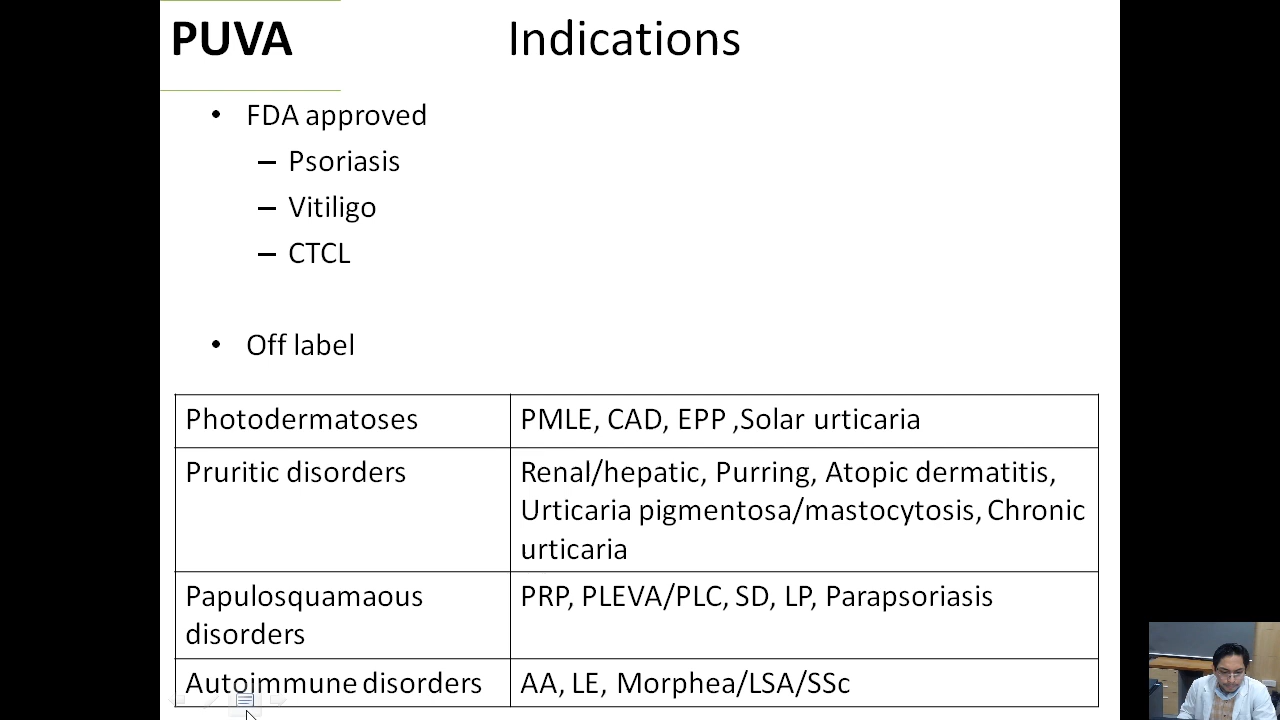 PUVA Indications
• FDA approved
– Psoriasis
– Vitiligo
– CTCL
• Off label
Photodermatoses PMLE, CAD, EPP ,Solar urticaria
Pruritic disorders Renal/hepatic, Purring, Atopic dermatitis,
Urticaria pigmentosa/mastocytosis, Chronic
urticaria
Papulosquamaous PRP, PLEVA/PLC, SD, LP, Parapsoriasis
disorders
Autoimmune disorders AA, LE, Morphea/LSA/SSc